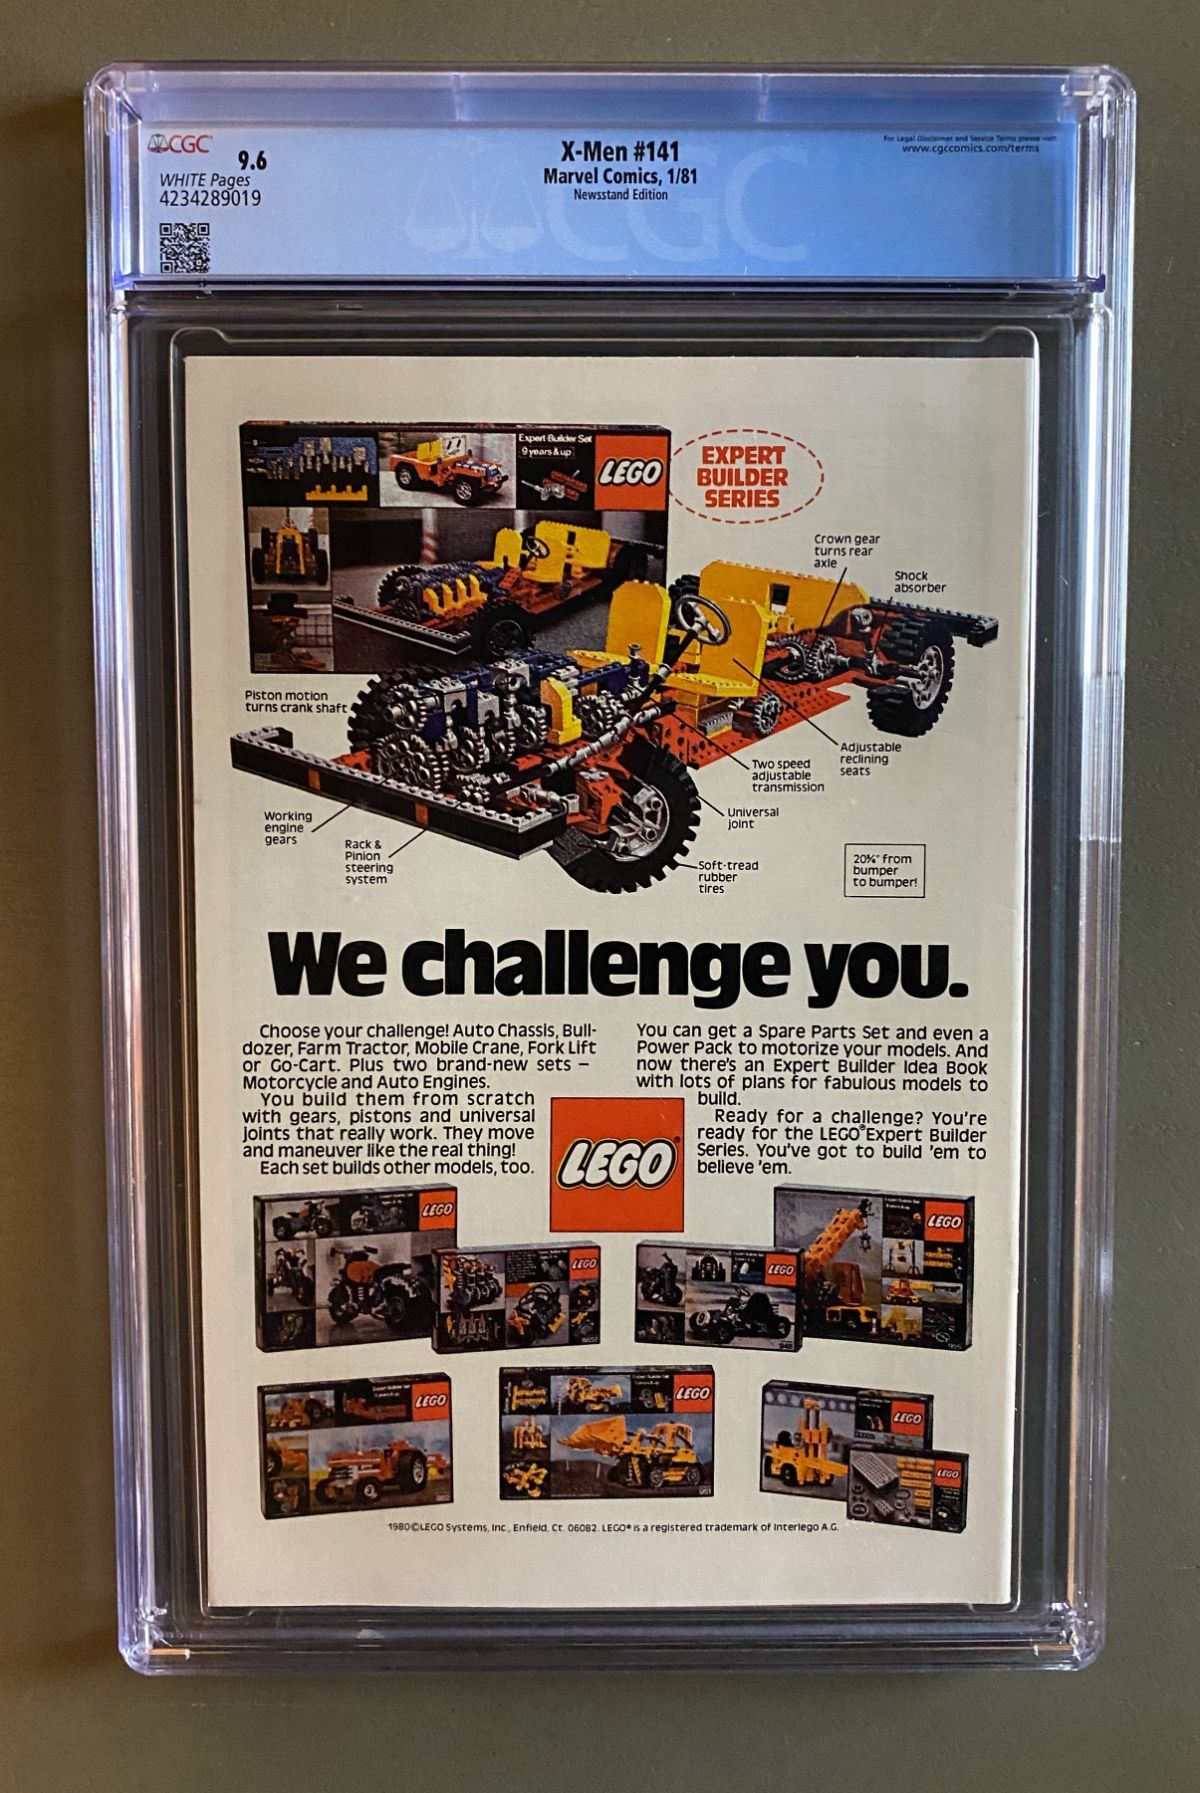 CGC
9.6
WHITE Pages
4234289019
X-Men #141
Marvel Comics, 1/81
Newsstand Edition
For Legal Disclaimer and Service Terms please visit:
www.cgccomics.com/terms
CGC
Expert Builder Set
9 years & up
LEGO
EXPERT
BUILDER
SERIES
Crown gear
turns rear
axle
Shock
absorber
Piston motion
turns crank shaft
Adjustable
reclining
seats
Two speed
adjustable
transmission
Universal
joint
Working
engine
gears
Rack &
Pinion
steering
system
Soft-tread
rubber
tires
20¾" from
bumper
to bumper!
We challenge you.
Choose your challenge! Auto Chassis, Bull-
dozer, Farm Tractor, Mobile Crane, Fork Lift
or Go-Cart. Plus two brand-new sets —
Motorcycle and Auto Engines.
You build them from scratch
with gears, pistons and universal
joints that really work. They move
and maneuver like the real thing!
Each set builds other models, too.
You can get a Spare Parts Set and even a
Power Pack to motorize your models. And
now there's an Expert Builder Idea Book
with lots of plans for fabulous models to
build.
Ready for a challenge? You're
ready for the LEGO® Expert Builder
Series. You've got to build 'em to
believe 'em.
LEGO®
LEGO
LEGO
LEGO
LEGO
LEGO
LEGO
LEGO
LEGO
1980©LEGO Systems, Inc., Enfield, Ct. 06082. LEGO® is a registered trademark of Interlego A.G.